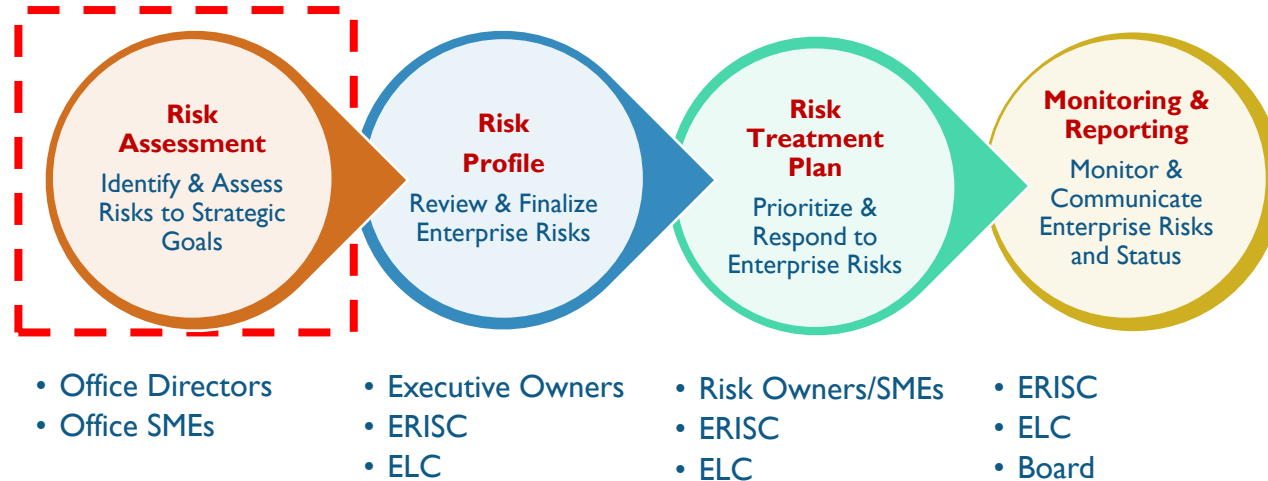 Risk
Assessment
Identify & Assess
Risks to Strategic
Goals
Risk
Profile
Review & Finalize
Enterprise Risks
Risk
Treatment
Plan
Prioritize &
Respond to
Enterprise Risks
Monitoring &
Reporting
Monitor &
Communicate
Enterprise Risks
and Status
• Office Directors
• Office SMEs
• Executive Owners
• ERISC
• ELC
• Risk Owners/SMEs
• ERISC
• ELC
• ERISC
• ELC
• Board